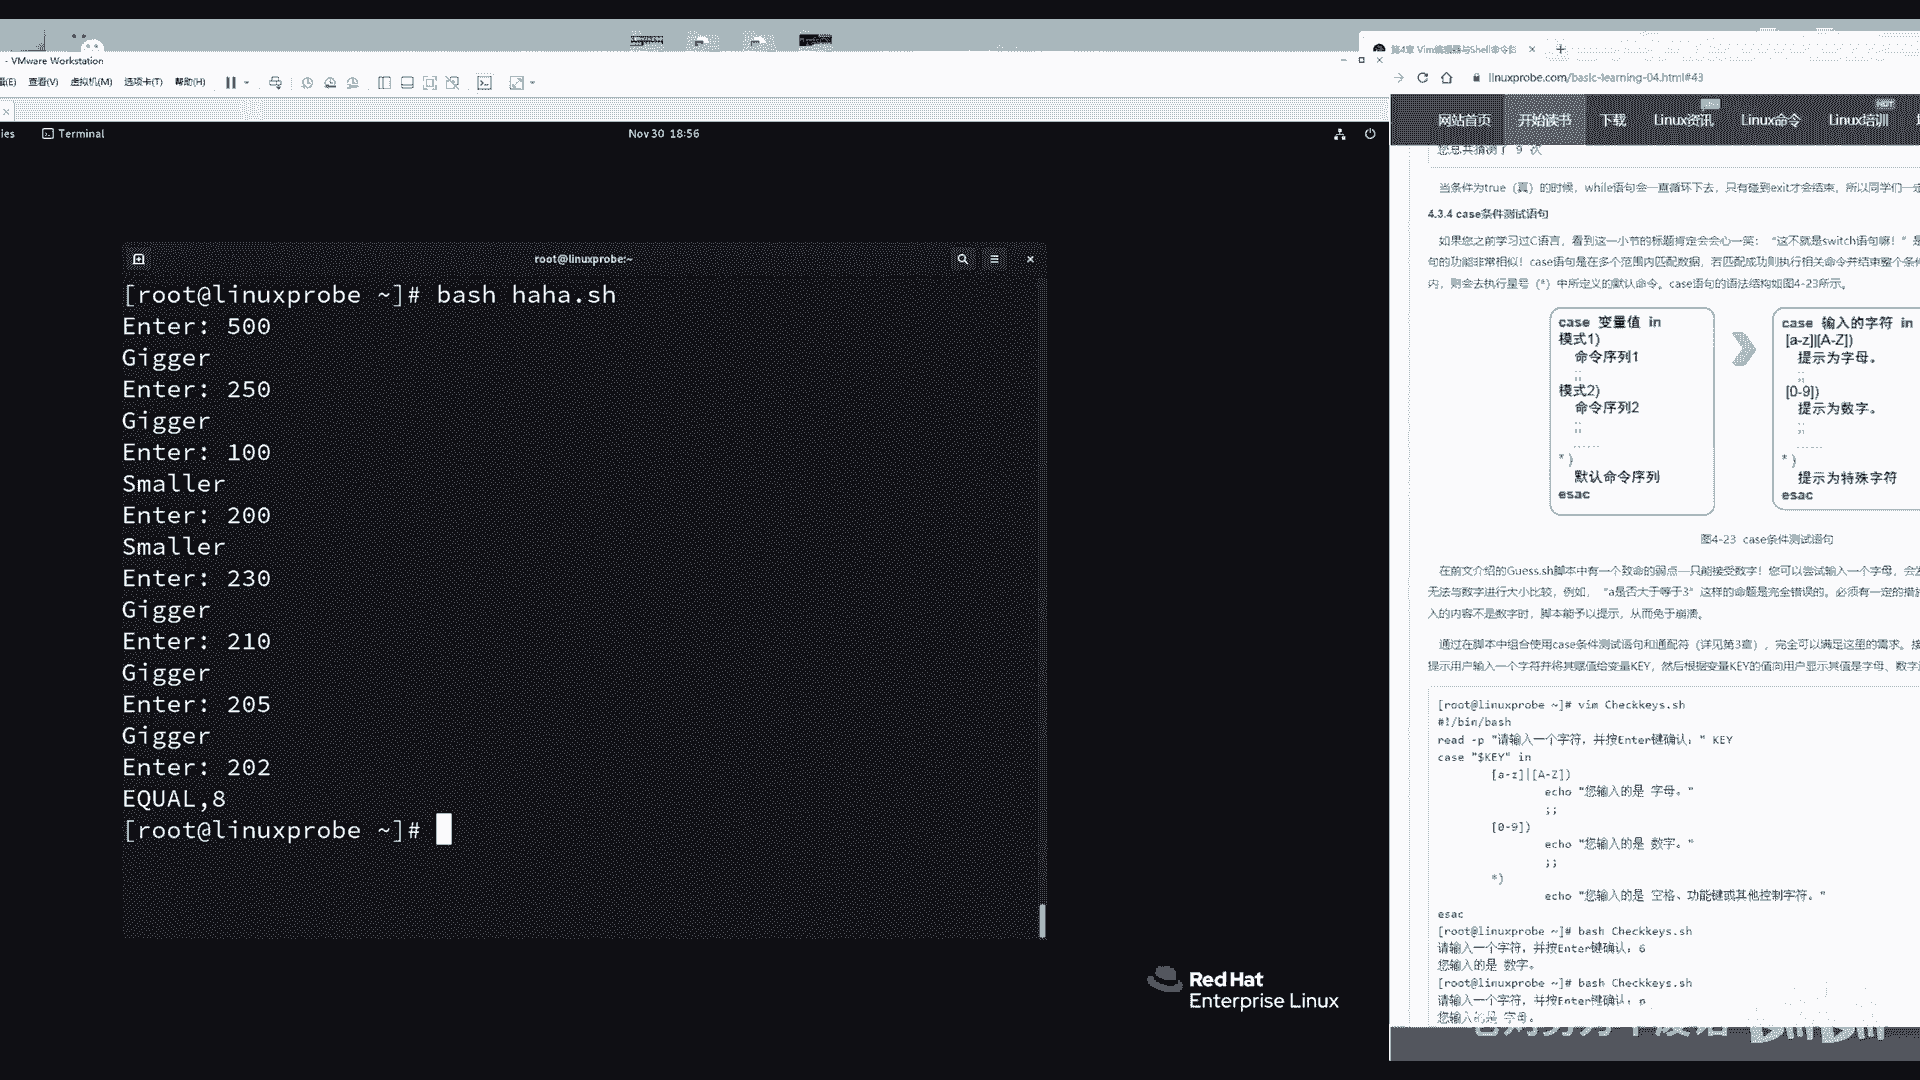 - VMware Workstation
查看(V) 虚拟机(M) 选项卡(T) 帮助(H)
Terminal
Nov 30 18:56
root@linuxprobe:~
[root@linuxprobe ~]# bash haha.sh
Enter: 500
Gigger
Enter: 250
Gigger
Enter: 100
Smaller
Enter: 200
Smaller
Enter: 230
Gigger
Enter: 210
Gigger
Enter: 205
Gigger
Enter: 202
EQUAL,8
[root@linuxprobe ~]#
Red Hat
Enterprise Linux
第4章 Vim编辑器与Shell命令
linuxprobe.com/basic-learning-04.html#43
网站首页 开始读书 下载 Linux资讯 Linux命令 Linux培训
您总共猜测了 9 次
当条件为true（真）的时候，while语句会一直循环下去，只有碰到exit才会结束，所以同学们一
4.3.4 case条件测试语句
如果您之前学习过C语言，看到这一小节的标题肯定会会心一笑：“这不就是switch语句嘛！”是
句的功能非常相似！case语句是在多个范围内匹配数据，若匹配成功则执行相关命令并结束整个条
内，则会去执行星号（*）中所定义的默认命令。case语句的语法结构如图4-23所示。
case 变量值 in
模式1)
命令序列1
;;
模式2)
命令序列2
;;
......
*)
默认命令序列
esac
case 输入的字符 in
[a-z]|[A-Z])
提示为字母。
;;
[0-9])
提示为数字。
;;
......
*)
提示为特殊字符
esac
图4-23 case条件测试语句
在前文介绍的Guess.sh脚本中有一个致命的弱点—只能接受数字！您可以尝试输入一个字母，会
无法与数字进行大小比较，例如，“a是否大于等于3”这样的命题是完全错误的。必须有一定的措
入的内容不是数字时，脚本能予以提示，从而免于崩溃。
通过在脚本中组合使用case条件测试语句和通配符（详见第3章），完全可以满足这里的需求。
提示用户输入一个字符并将其赋值给变量KEY，然后根据变量KEY的值向用户显示其值是字母、数字
[root@linuxprobe ~]# vim Checkkeys.sh
#!/bin/bash
read -p "请输入一个字符，并按Enter键确认：" KEY
case "$KEY" in
[a-z]|[A-Z])
echo "您输入的是 字母。"
;;
[0-9])
echo "您输入的是 数字。"
;;
*)
echo "您输入的是 空格、功能键或其他控制字符。"
esac
[root@linuxprobe ~]# bash Checkkeys.sh
请输入一个字符，并按Enter键确认：6
您输入的是 数字。
[root@linuxprobe ~]# bash Checkkeys.sh
请输入一个字符，并按Enter键确认：p
您输入的是 字母。